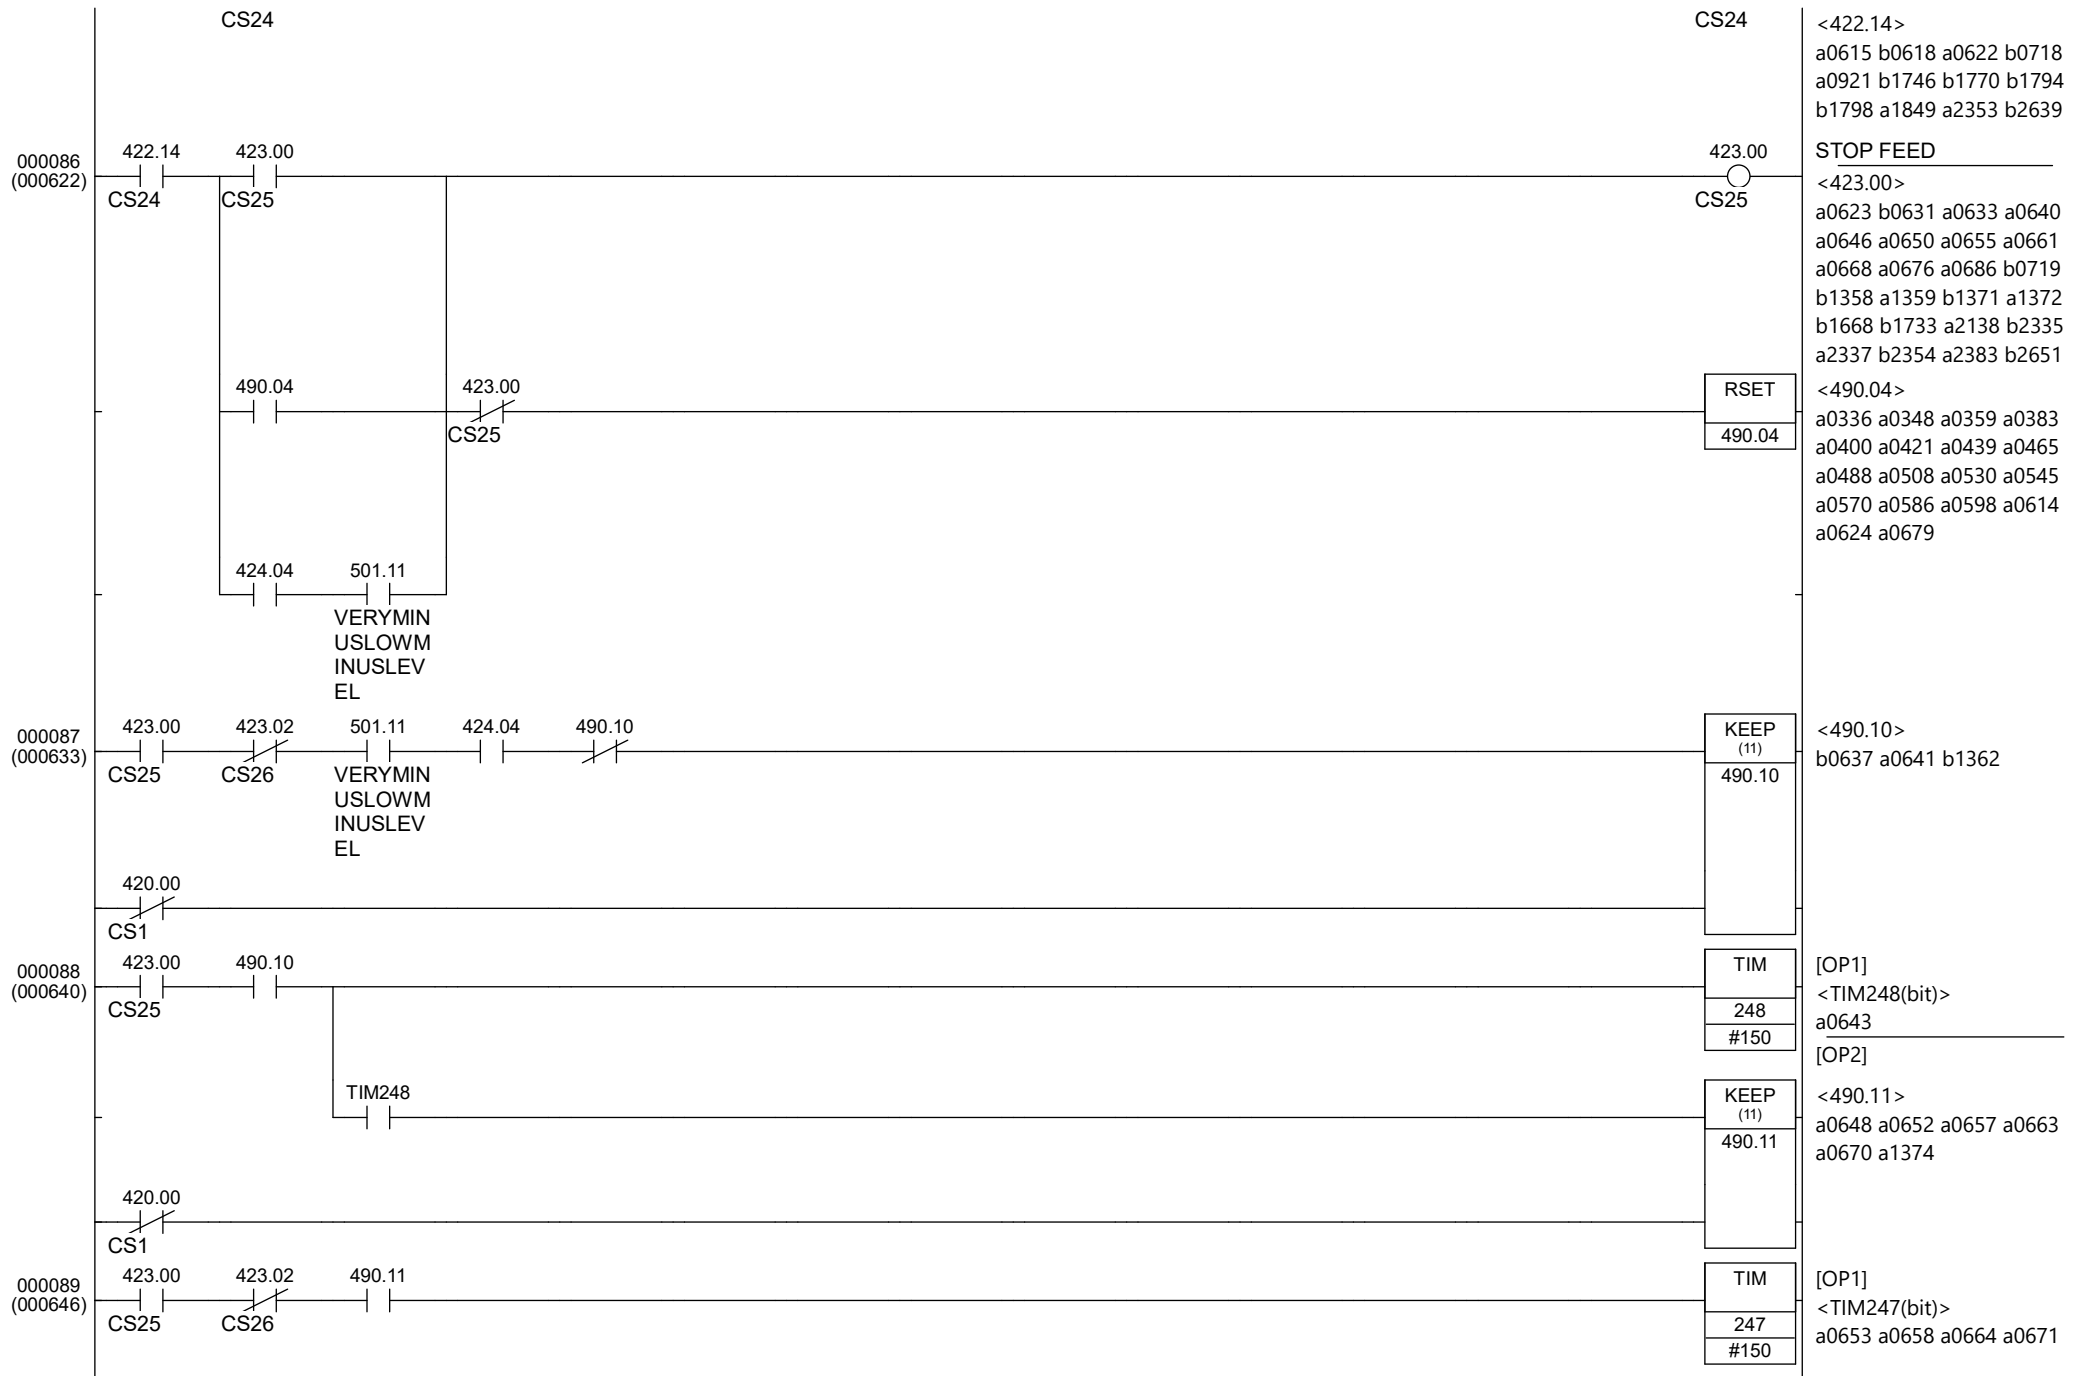 CS24 CS24 <422.14>
a0615 b0618 a0622 b0718
a0921 b1746 b1770 b1794
b1798 a1849 a2353 b2639
000086
(000622)
422.14 423.00 423.00 STOP FEED
CS24 CS25 CS25
<423.00>
a0623 b0631 a0633 a0640
a0646 a0650 a0655 a0661
a0668 a0676 a0686 b0719
b1358 a1359 b1371 a1372
b1668 b1733 a2138 b2335
a2337 b2354 a2383 b2651
490.04 423.00 RSET <490.04>
CS25 490.04
a0336 a0348 a0359 a0383
a0400 a0421 a0439 a0465
a0488 a0508 a0530 a0545
a0570 a0586 a0598 a0614
a0624 a0679
424.04 501.11
VERYMIN
USLOWM
INUSLEV
EL
000087
(000633)
423.00 423.02 501.11 424.04 490.10 KEEP <490.10>
(11)
b0637 a0641 b1362
CS25 CS26 VERYMIN 490.10
USLOWM
INUSLEV
EL
420.00
CS1
000088
(000640)
423.00 490.10 TIM [OP1]
CS25 248 <TIM248(bit)>
#150 a0643
[OP2]
TIM248 KEEP <490.11>
(11)
490.11 a0648 a0652 a0657 a0663
a0670 a1374
420.00
CS1
000089
(000646)
423.00 423.02 490.11 TIM [OP1]
CS25 CS26 247 <TIM247(bit)>
#150 a0653 a0658 a0664 a0671